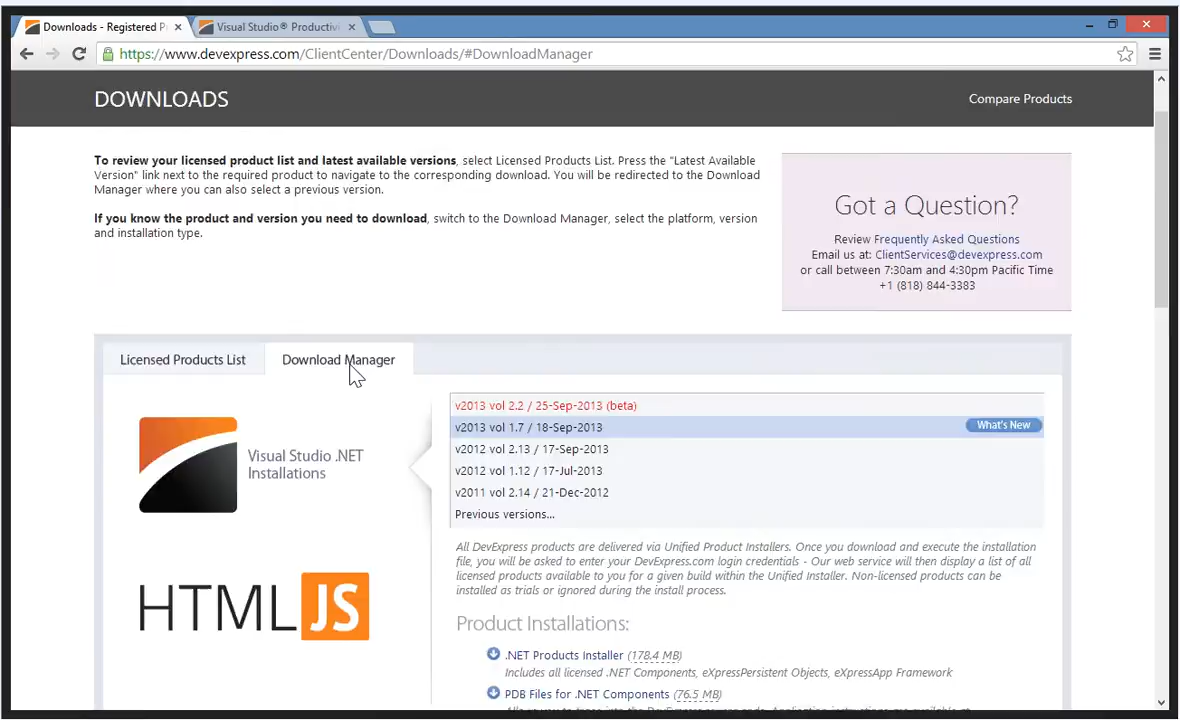 Downloads - Registered P
Visual Studio® Productivi
https://www.devexpress.com/ClientCenter/Downloads/#DownloadManager
DOWNLOADS
Compare Products
To review your licensed product list and latest available versions, select Licensed Products List. Press the "Latest Available
Version" link next to the required product to navigate to the corresponding download. You will be redirected to the Download
Manager where you can also select a previous version.
If you know the product and version you need to download, switch to the Download Manager, select the platform, version
and installation type.
Got a Question?
Review Frequently Asked Questions
Email us at: ClientServices@devexpress.com
or call between 7:30am and 4:30pm Pacific Time
+1 (818) 844-3383
Licensed Products List
Download Manager
Visual Studio .NET
Installations
HTML JS
v2013 vol 2.2 / 25-Sep-2013 (beta)
v2013 vol 1.7 / 18-Sep-2013
What's New
v2012 vol 2.13 / 17-Sep-2013
v2012 vol 1.12 / 17-Jul-2013
v2011 vol 2.14 / 21-Dec-2012
Previous versions...
All DevExpress products are delivered via Unified Product Installers. Once you download and execute the installation
file, you will be asked to enter your DevExpress.com login credentials - Our web service will then display a list of all
licensed products available to you for a given build within the Unified Installer. Non-licensed products can be
installed as trials or ignored during the install process.
Product Installations:
.NET Products Installer (178.4 MB)
Includes all licensed .NET Components, eXpressPersistent Objects, eXpressApp Framework
PDB Files for .NET Components (76.5 MB)